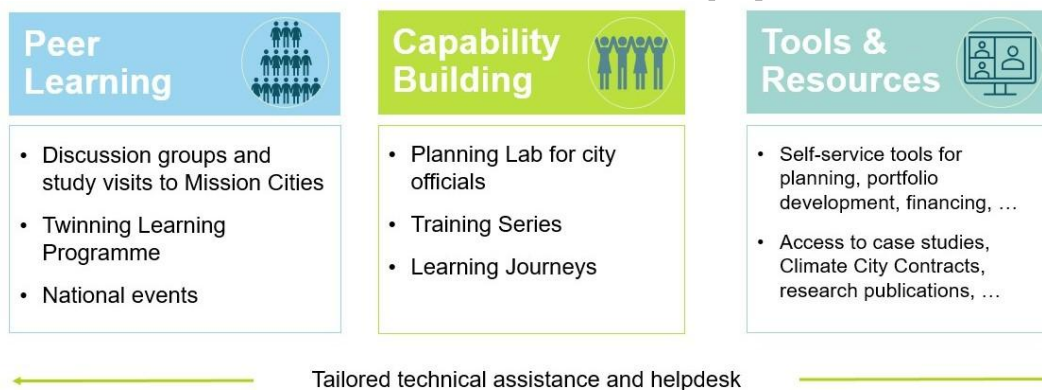 Peer
Learning
• Discussion groups and
study visits to Mission Cities
• Twinning Learning
Programme
• National events
Capability
Building
• Planning Lab for city
officials
• Training Series
• Learning Journeys
Tools &
Resources
• Self-service tools for
planning, portfolio
development, financing, …
• Access to case studies,
Climate City Contracts,
research publications, …
Tailored technical assistance and helpdesk